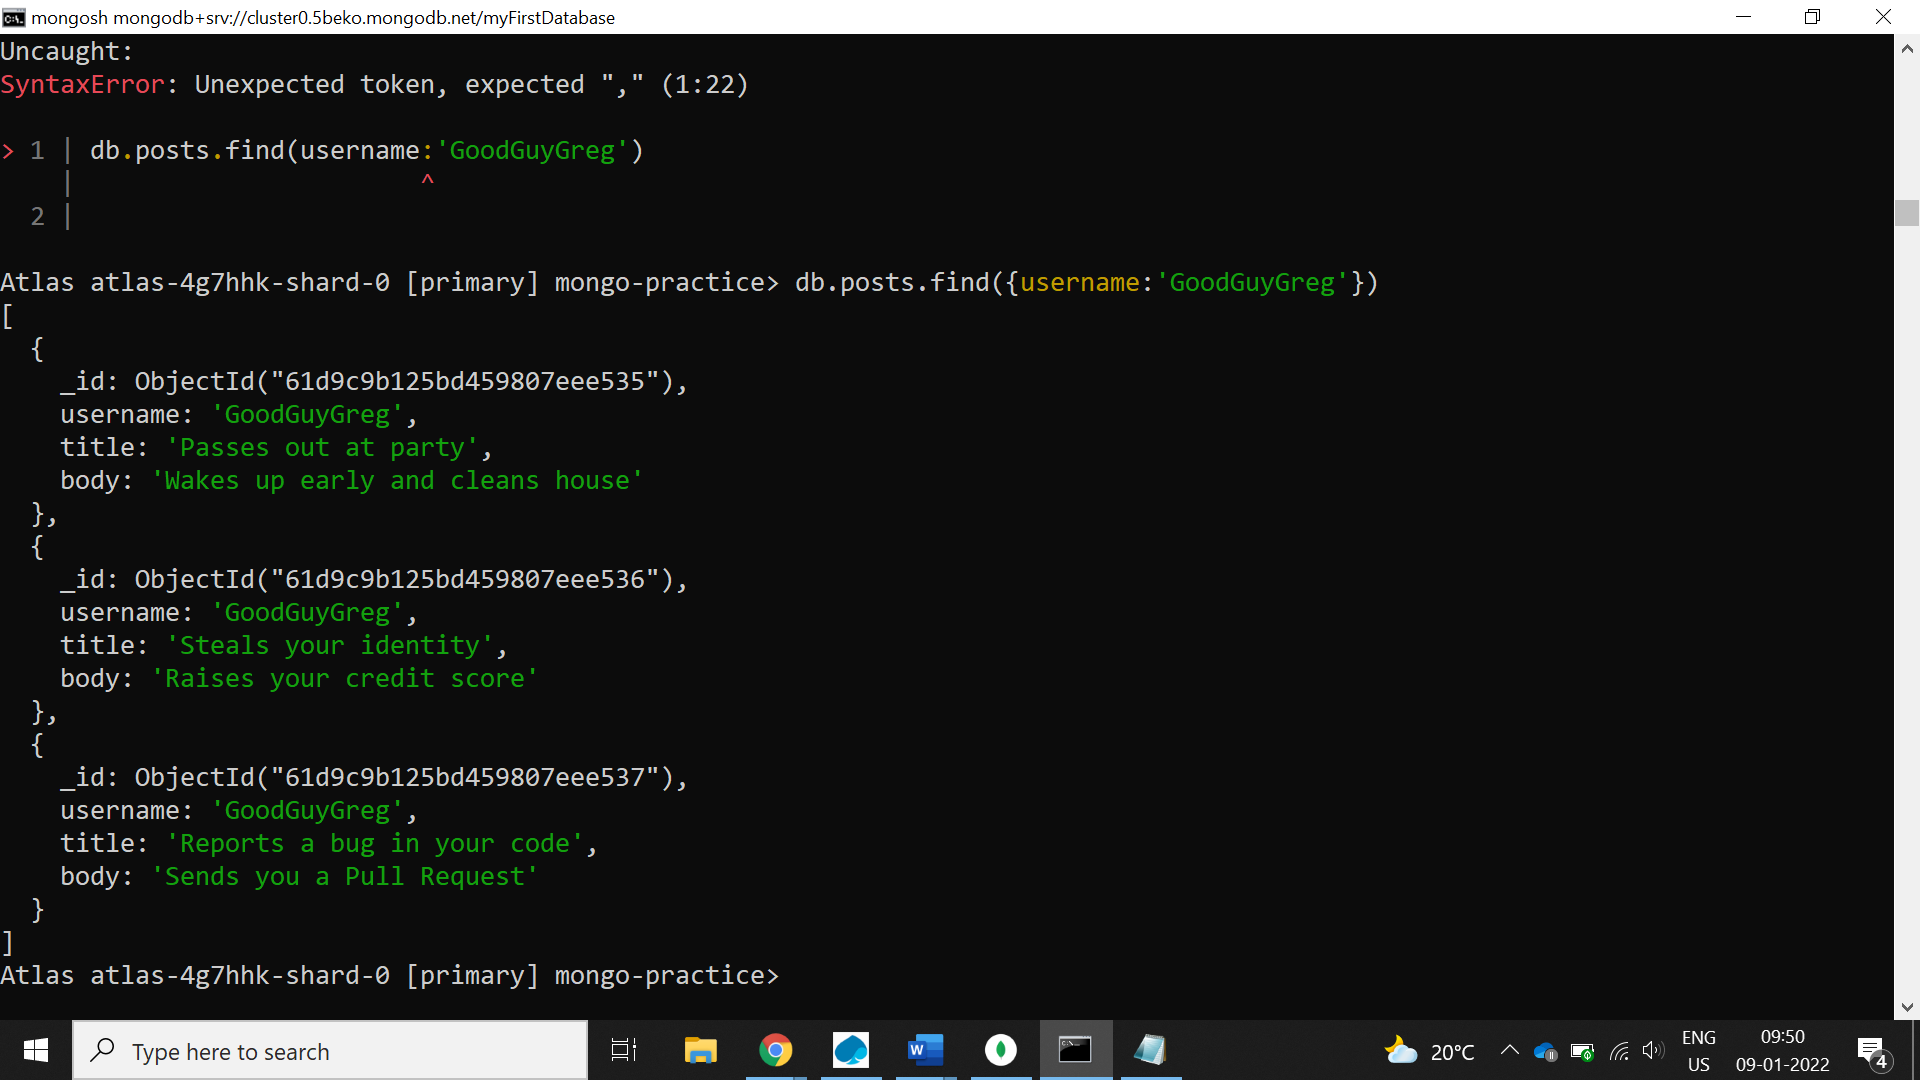 mongosh mongodb+srv://cluster0.5beko.mongodb.net/myFirstDatabase
Uncaught:
SyntaxError: Unexpected token, expected "," (1:22)
> 1 | db.posts.find(username:'GoodGuyGreg')
    |                        ^
  2 |
Atlas atlas-4g7hhk-shard-0 [primary] mongo-practice> db.posts.find({username:'GoodGuyGreg'})
[
  {
    _id: ObjectId("61d9c9b125bd459807eee535"),
    username: 'GoodGuyGreg',
    title: 'Passes out at party',
    body: 'Wakes up early and cleans house'
  },
  {
    _id: ObjectId("61d9c9b125bd459807eee536"),
    username: 'GoodGuyGreg',
    title: 'Steals your identity',
    body: 'Raises your credit score'
  },
  {
    _id: ObjectId("61d9c9b125bd459807eee537"),
    username: 'GoodGuyGreg',
    title: 'Reports a bug in your code',
    body: 'Sends you a Pull Request'
  }
]
Atlas atlas-4g7hhk-shard-0 [primary] mongo-practice>
Type here to search
W
20°C
ENG
US
09:50
09-01-2022
4